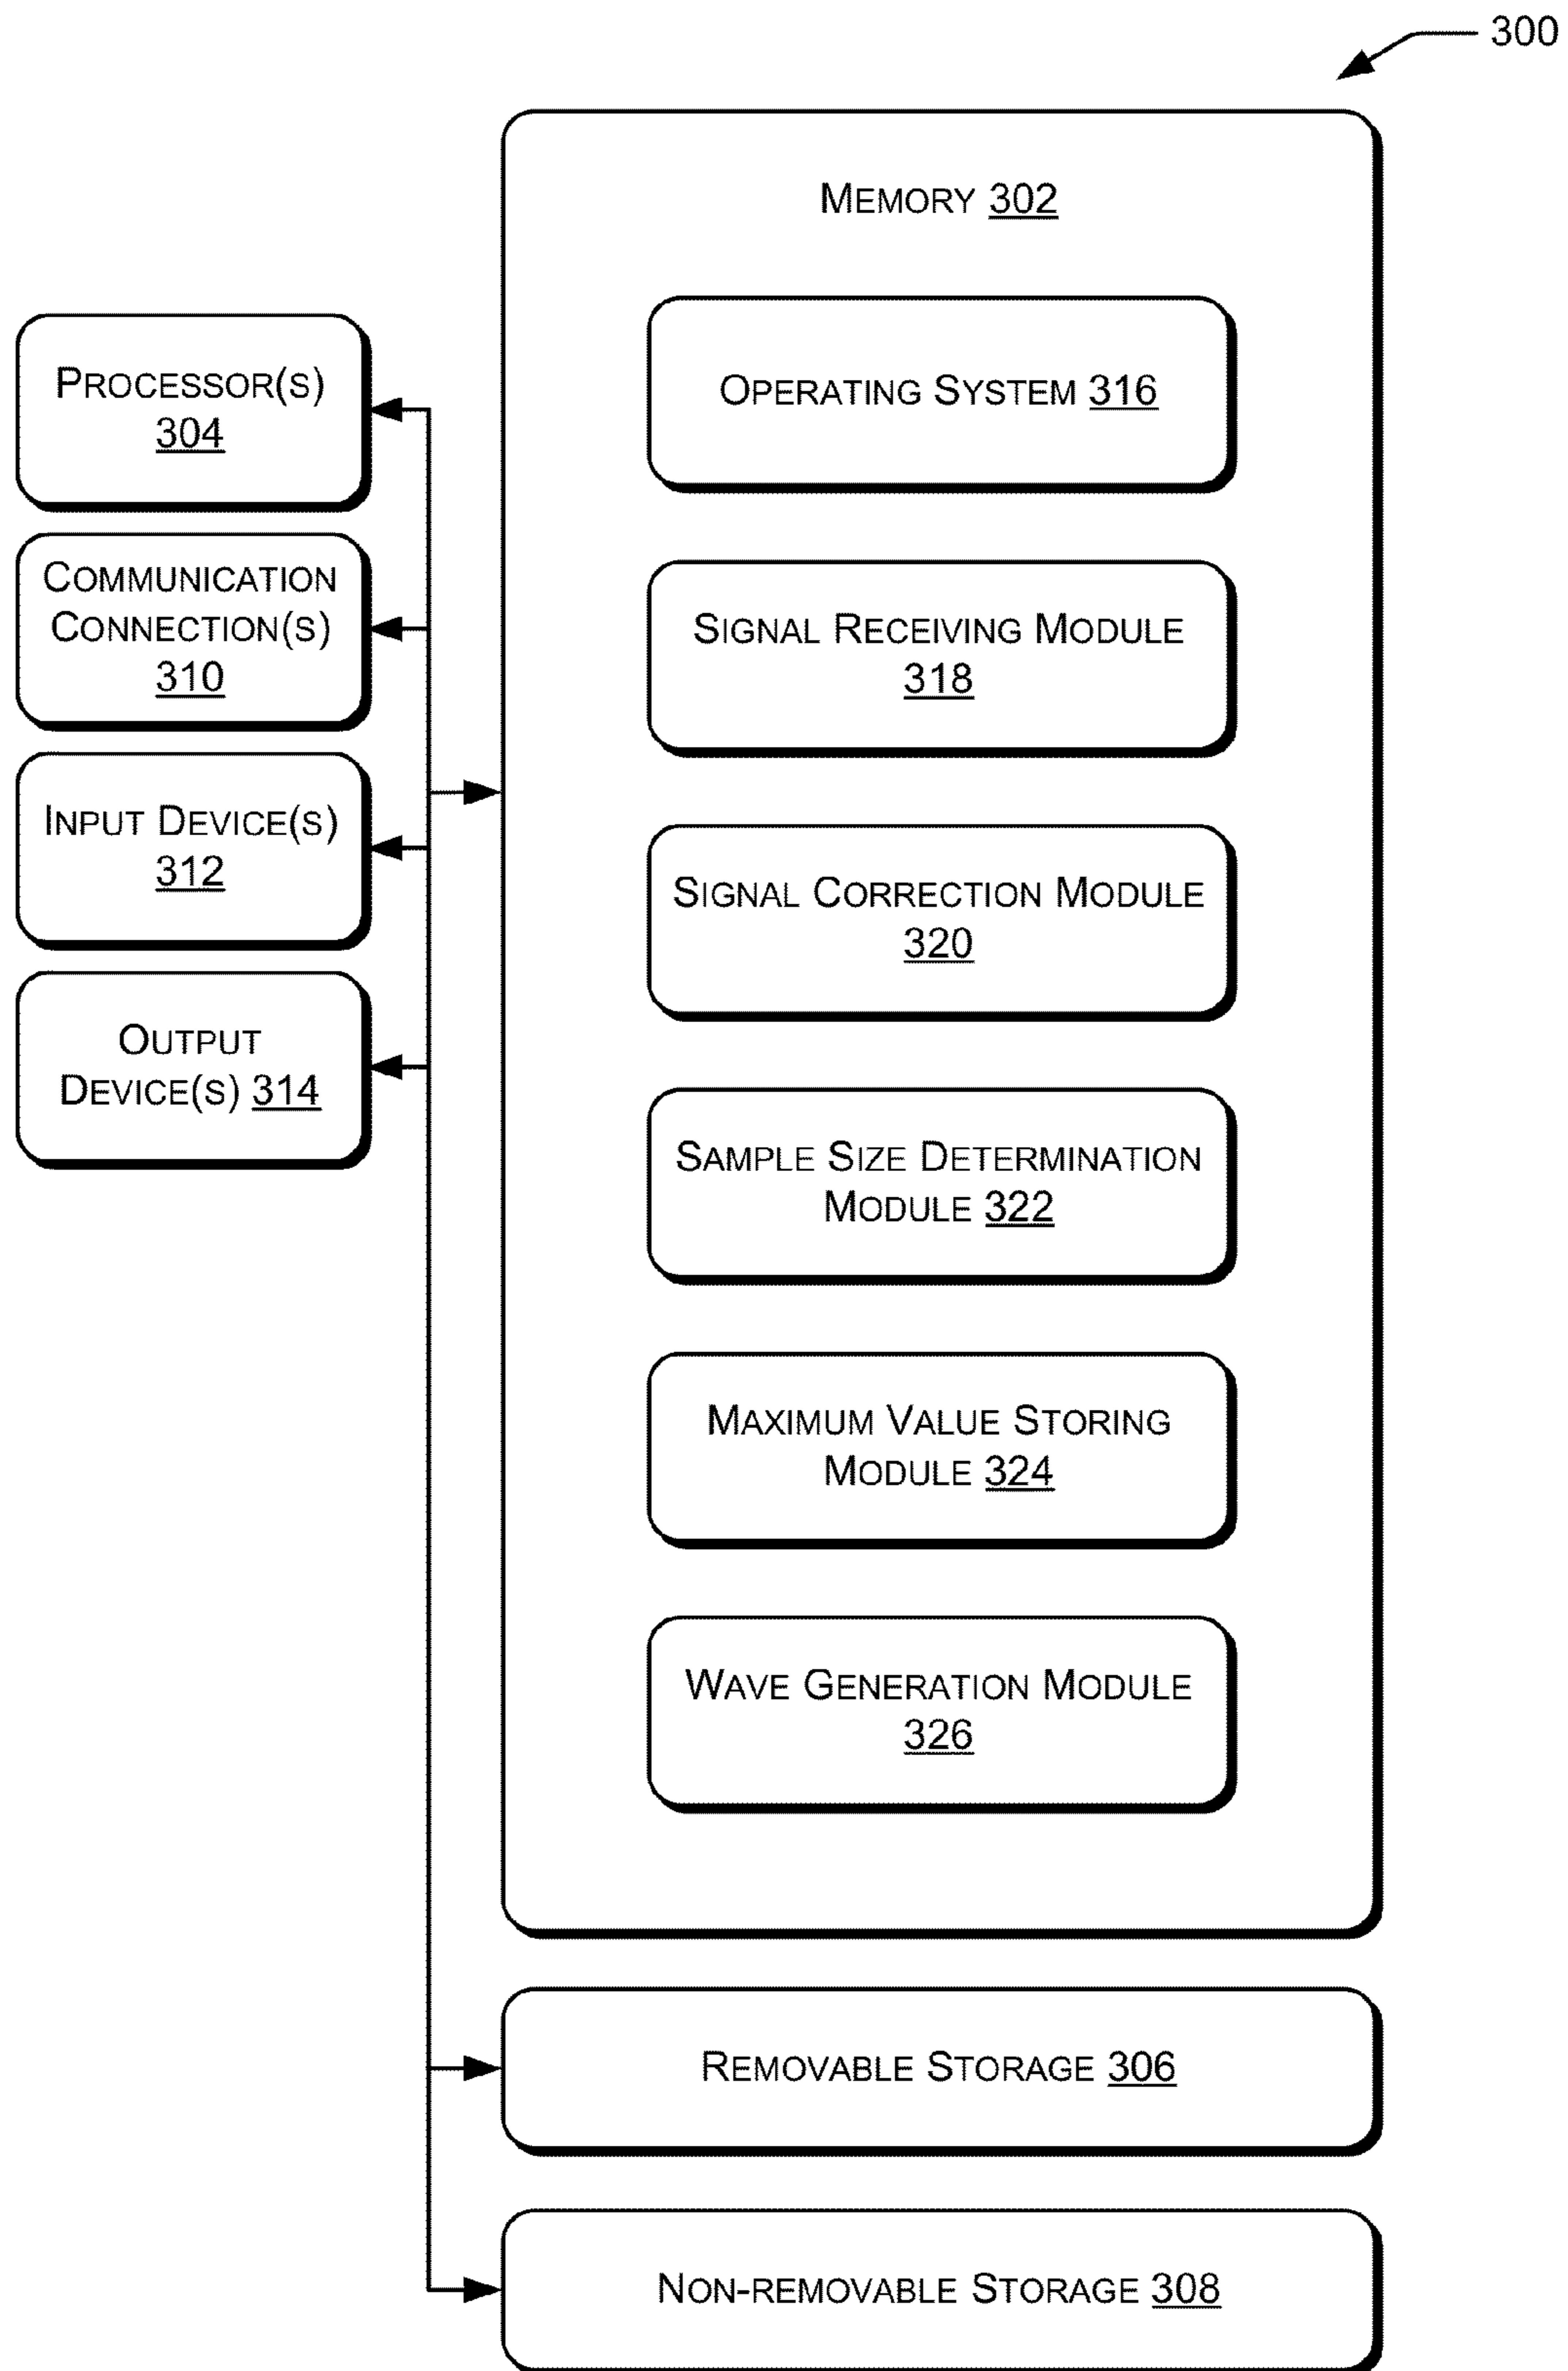 300
MEMORY 302
OPERATING SYSTEM 316
SIGNAL RECEIVING MODULE
318
SIGNAL CORRECTION MODULE
320
SAMPLE SIZE DETERMINATION
MODULE 322
MAXIMUM VALUE STORING
MODULE 324
WAVE GENERATION MODULE
326
PROCESSOR(S)
304
COMMUNICATION
CONNECTION(S)
310
INPUT DEVICE(S)
312
OUTPUT
DEVICE(S) 314
REMOVABLE STORAGE 306
NON-REMOVABLE STORAGE 308